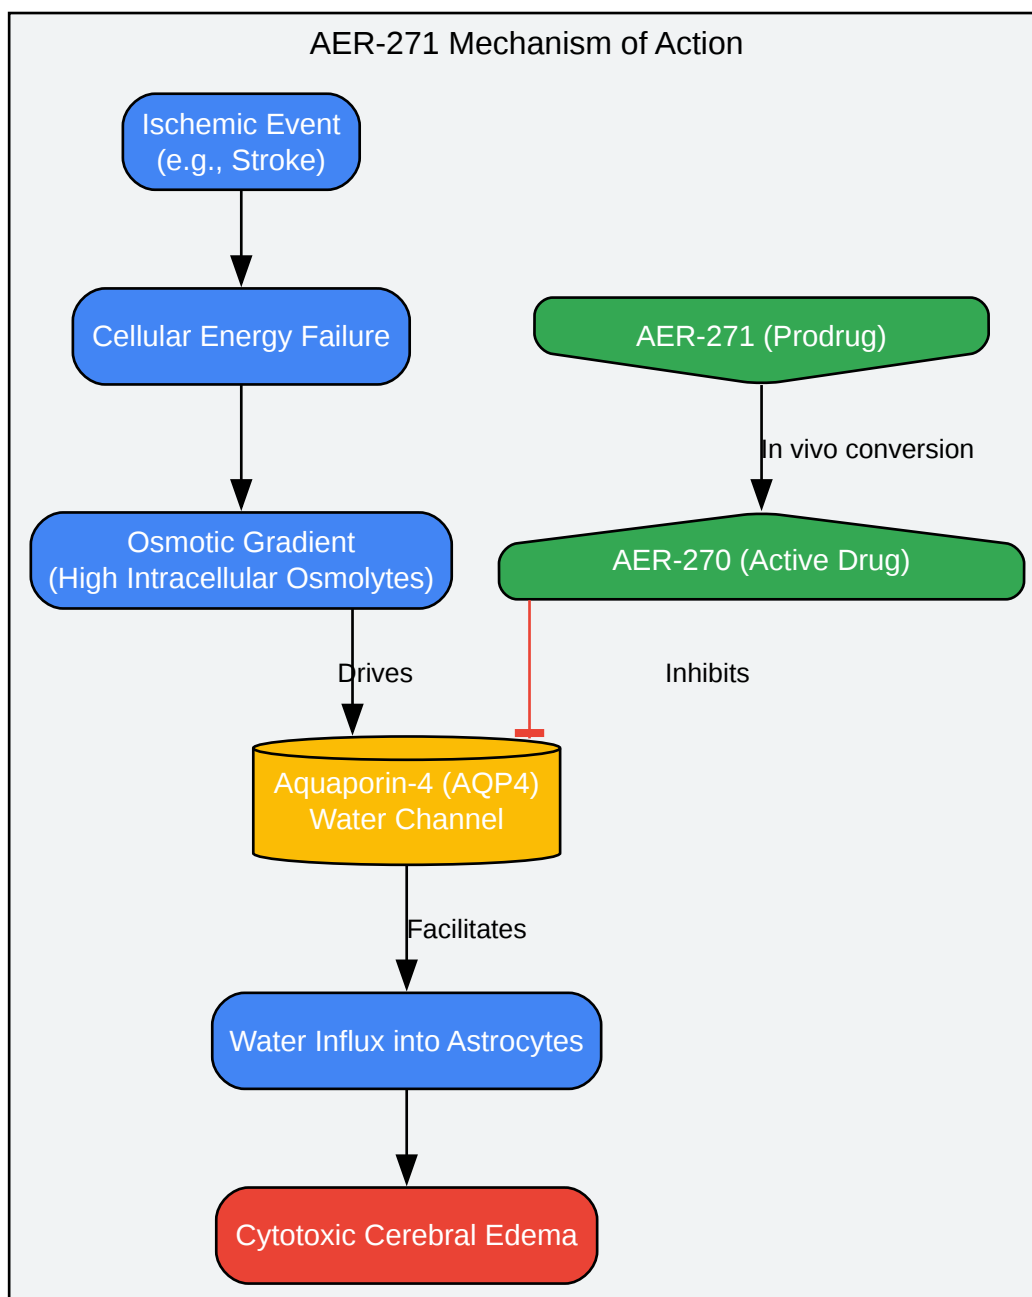 AER-271 Mechanism of Action
Ischemic Event
(e.g., Stroke)
Cellular Energy Failure
AER-271 (Prodrug)
In vivo conversion
Osmotic Gradient
(High Intracellular Osmolytes)
AER-270 (Active Drug)
Drives
Inhibits
Aquaporin-4 (AQP4)
Water Channel
Facilitates
Water Influx into Astrocytes
Cytotoxic Cerebral Edema